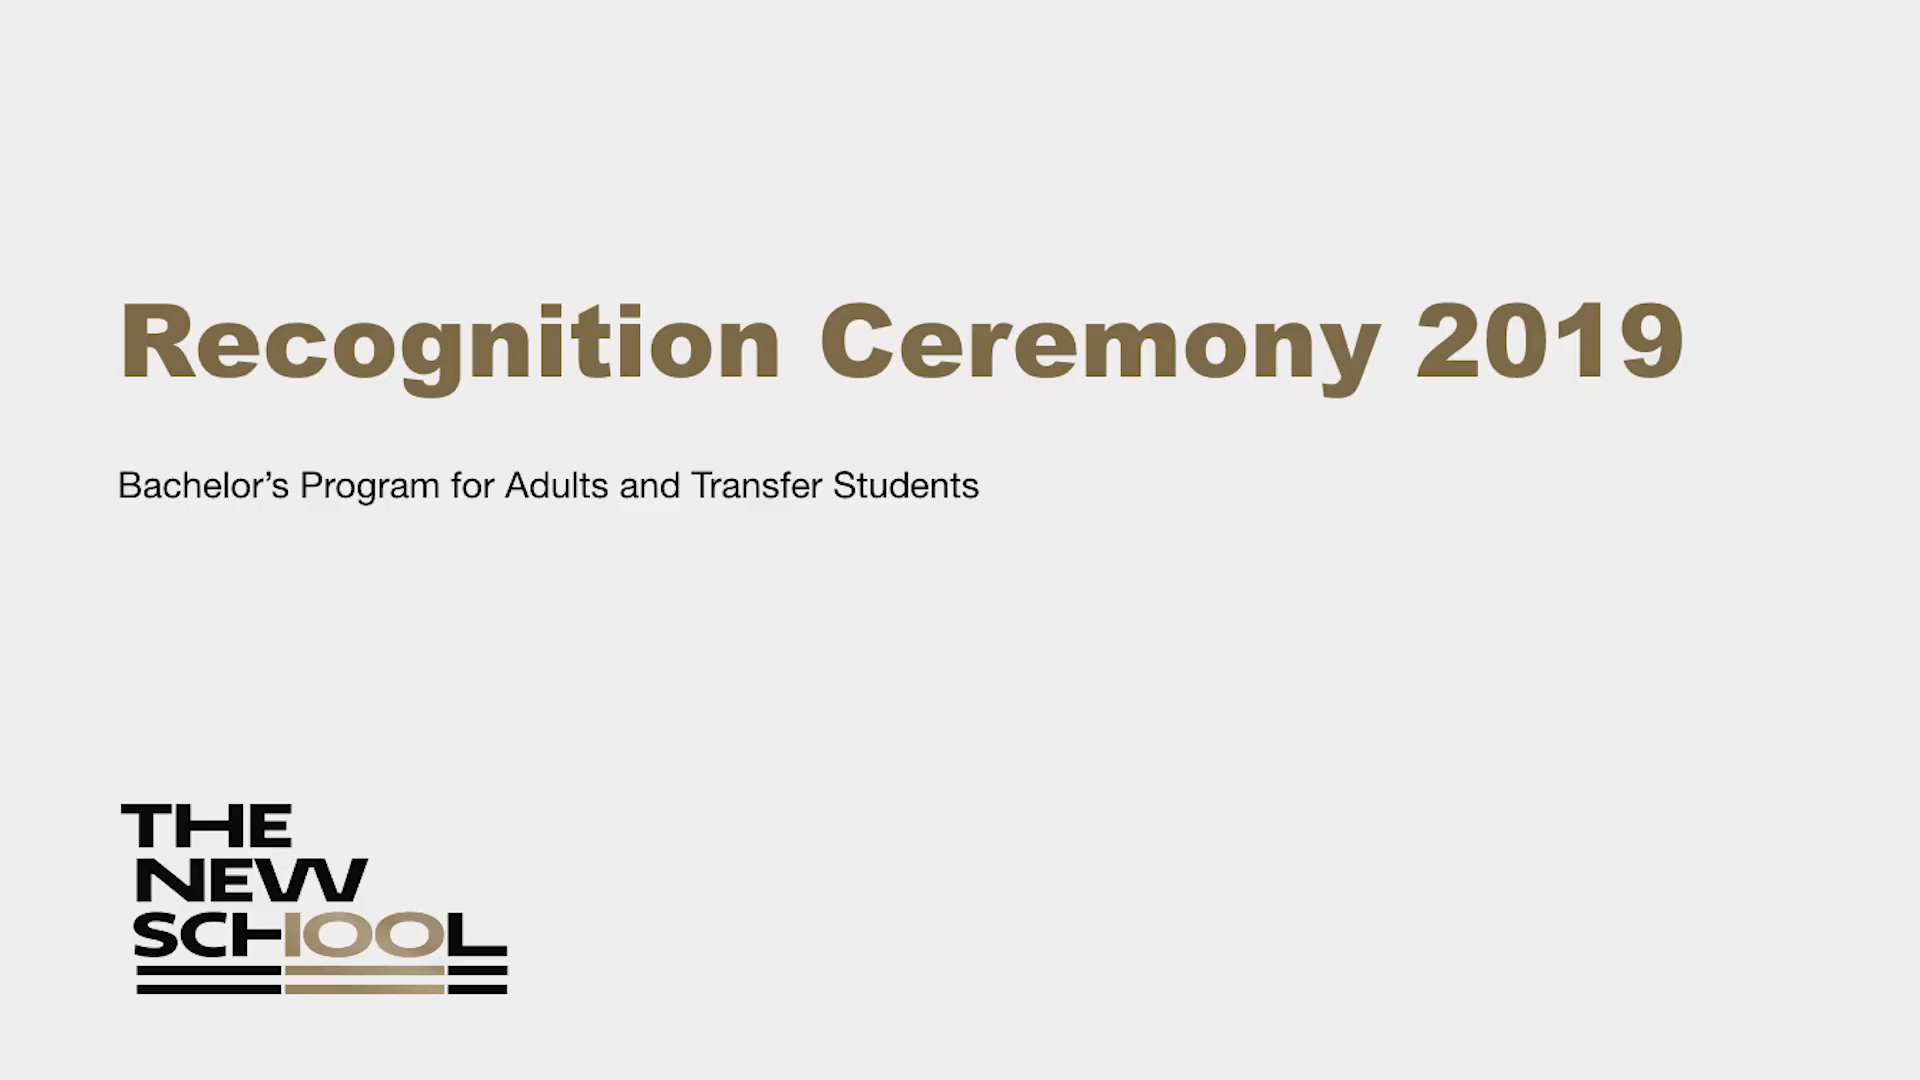 Recognition Ceremony 2019
Bachelor’s Program for Adults and Transfer Students
THE
NEW
SCHOOL